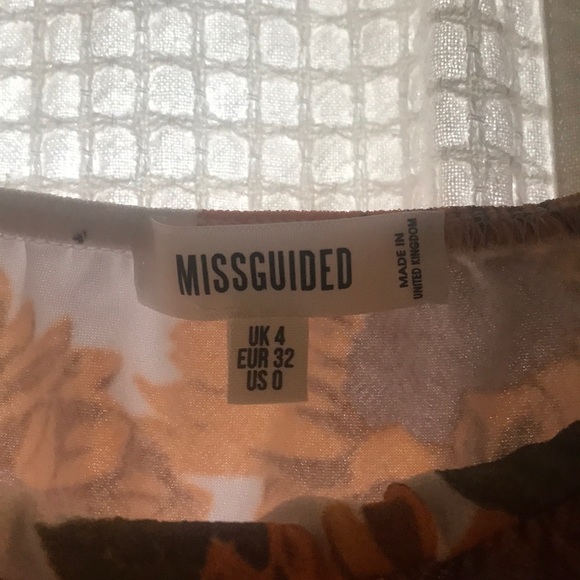 MISSGUIDED
MADE IN
UNITED KINGDOM
UK 4
EUR 32
US 0